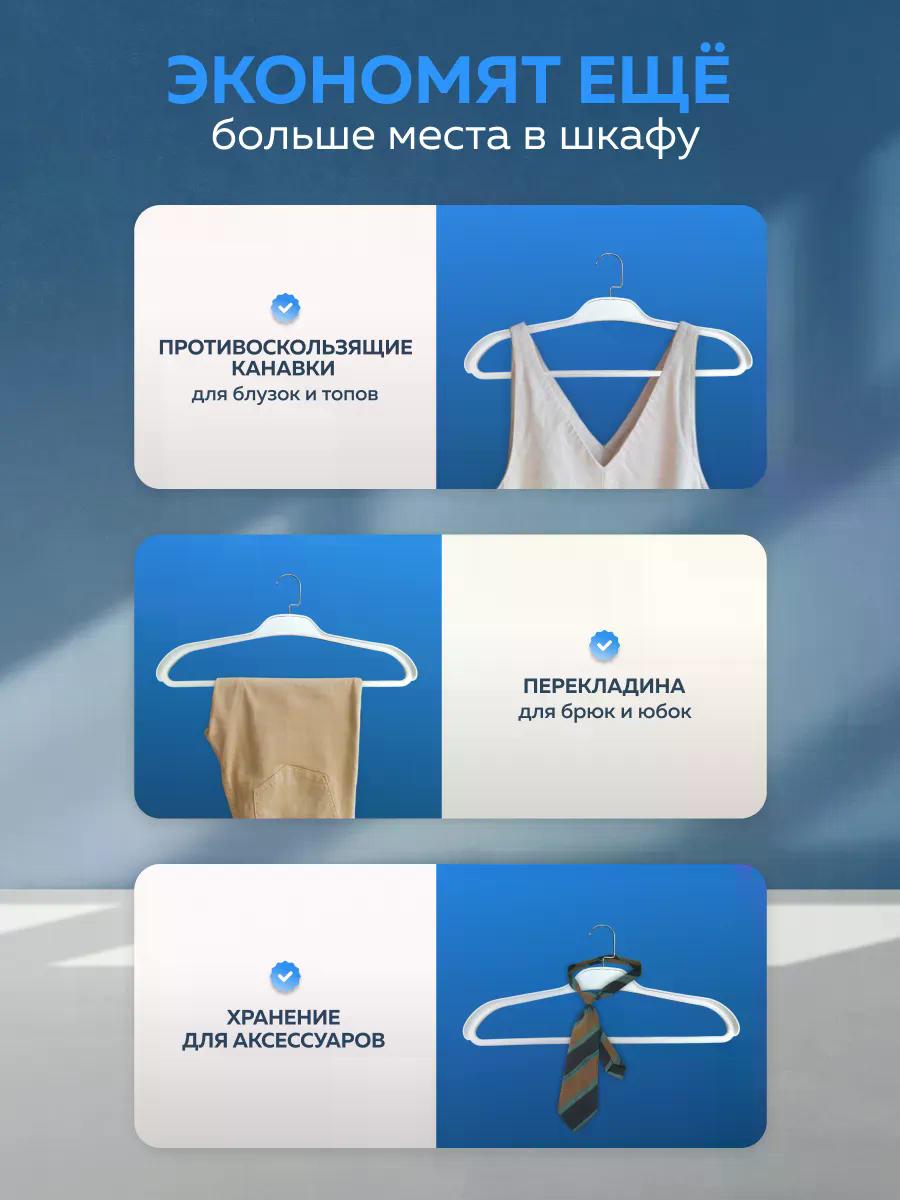 ЭКОНОМЯТ ЕЩЁ
больше места в шкафу
ПРОТИВОСКОЛЬЗЯЩИЕ
КАНАВКИ
для блузок и топов
ПЕРЕКЛАДИНА
для брюк и юбок
ХРАНЕНИЕ
ДЛЯ АКСЕССУАРОВ